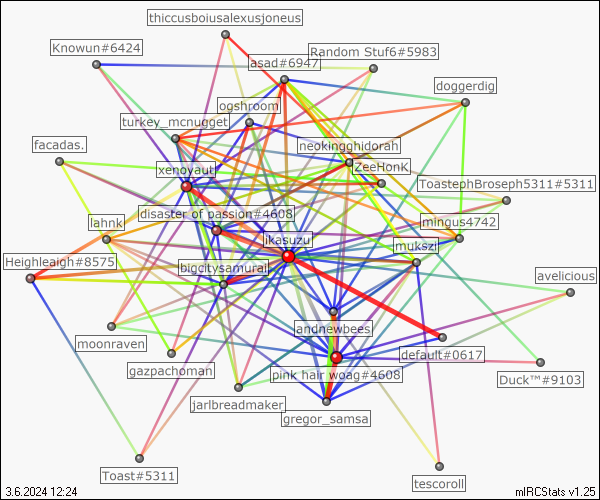 thiccusboiusalexusjoneus
Knowun#6424
Random Stuf6#5983
asad#6947
doggerdig
ogshroom
turkey_mcnugget
neokingghidorah
facadas.
xenoyaut
ZeeHonK
ToastephBroseph5311#5311
disaster of passion#4608
lahnk
mingus4742
ikasuzu
mukszi
Heighleaigh#8575
bigcitysamurai
avelicious
andnewbees
moonraven
default#0617
gazpachoman
pink hair woag#4608
Duck™#9103
jarlbreadmaker
gregor_samsa
Toast#5311
tescoroll
3.6.2024 12:24
mIRCStats v1.25